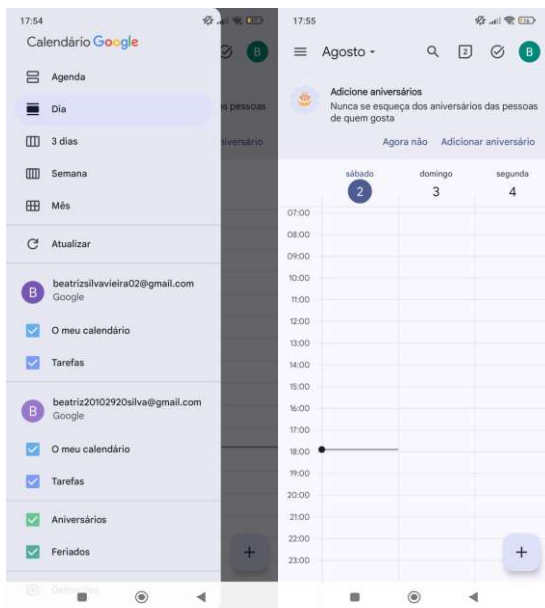 17:54
Calendário Google
Agenda
Dia
3 dias
Semana
Mês
Atualizar
B
beatrizsilvavieira02@gmail.com
Google
O meu calendário
Tarefas
B
beatriz20102920silva@gmail.com
Google
O meu calendário
Tarefas
Aniversários
Feriados
B
s pessoas
niversário
+
17:55
Agosto
2
B
Adicione aniversários
Nunca se esqueça dos aniversários das pessoas
de quem gosta
Agora não Adicionar aniversário
sábado domingo segunda
2 3 4
07:00
08:00
09:00
10:00
11:00
12:00
13:00
14:00
15:00
16:00
17:00
18:00
19:00
20:00
21:00
22:00
23:00
+